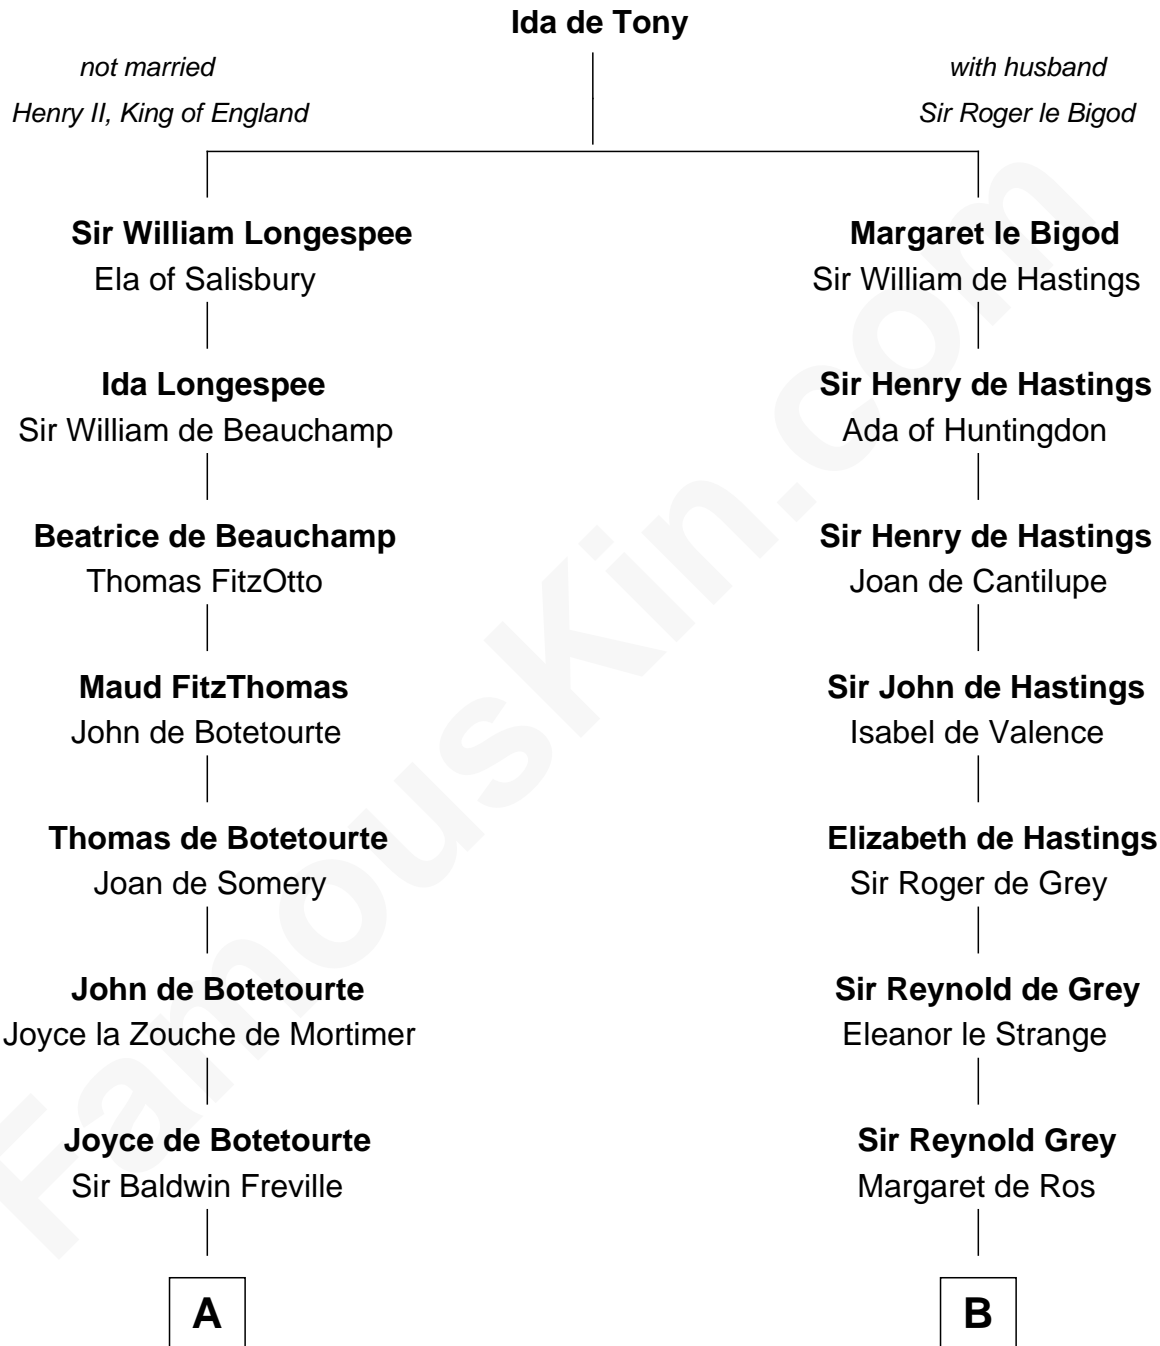 Ida de Tony
not married
with husband
Henry II, King of England
Sir Roger le Bigod
Sir William Longespee
Margaret le Bigod
Ela of Salisbury
Sir William de Hastings
Ida Longespee
Sir Henry de Hastings
Sir William de Beauchamp
Ada of Huntingdon
Beatrice de Beauchamp
Sir Henry de Hastings
Thomas FitzOtto
Joan de Cantilupe
Maud FitzThomas
Sir John de Hastings
John de Botetourte
Isabel de Valence
Thomas de Botetourte
Elizabeth de Hastings
Joan de Somery
Sir Roger de Grey
John de Botetourte
Sir Reynold de Grey
Joyce la Zouche de Mortimer
Eleanor le Strange
Joyce de Botetourte
Sir Reynold Grey
Sir Baldwin Freville
Margaret de Ros
A
B
FamousKin.com